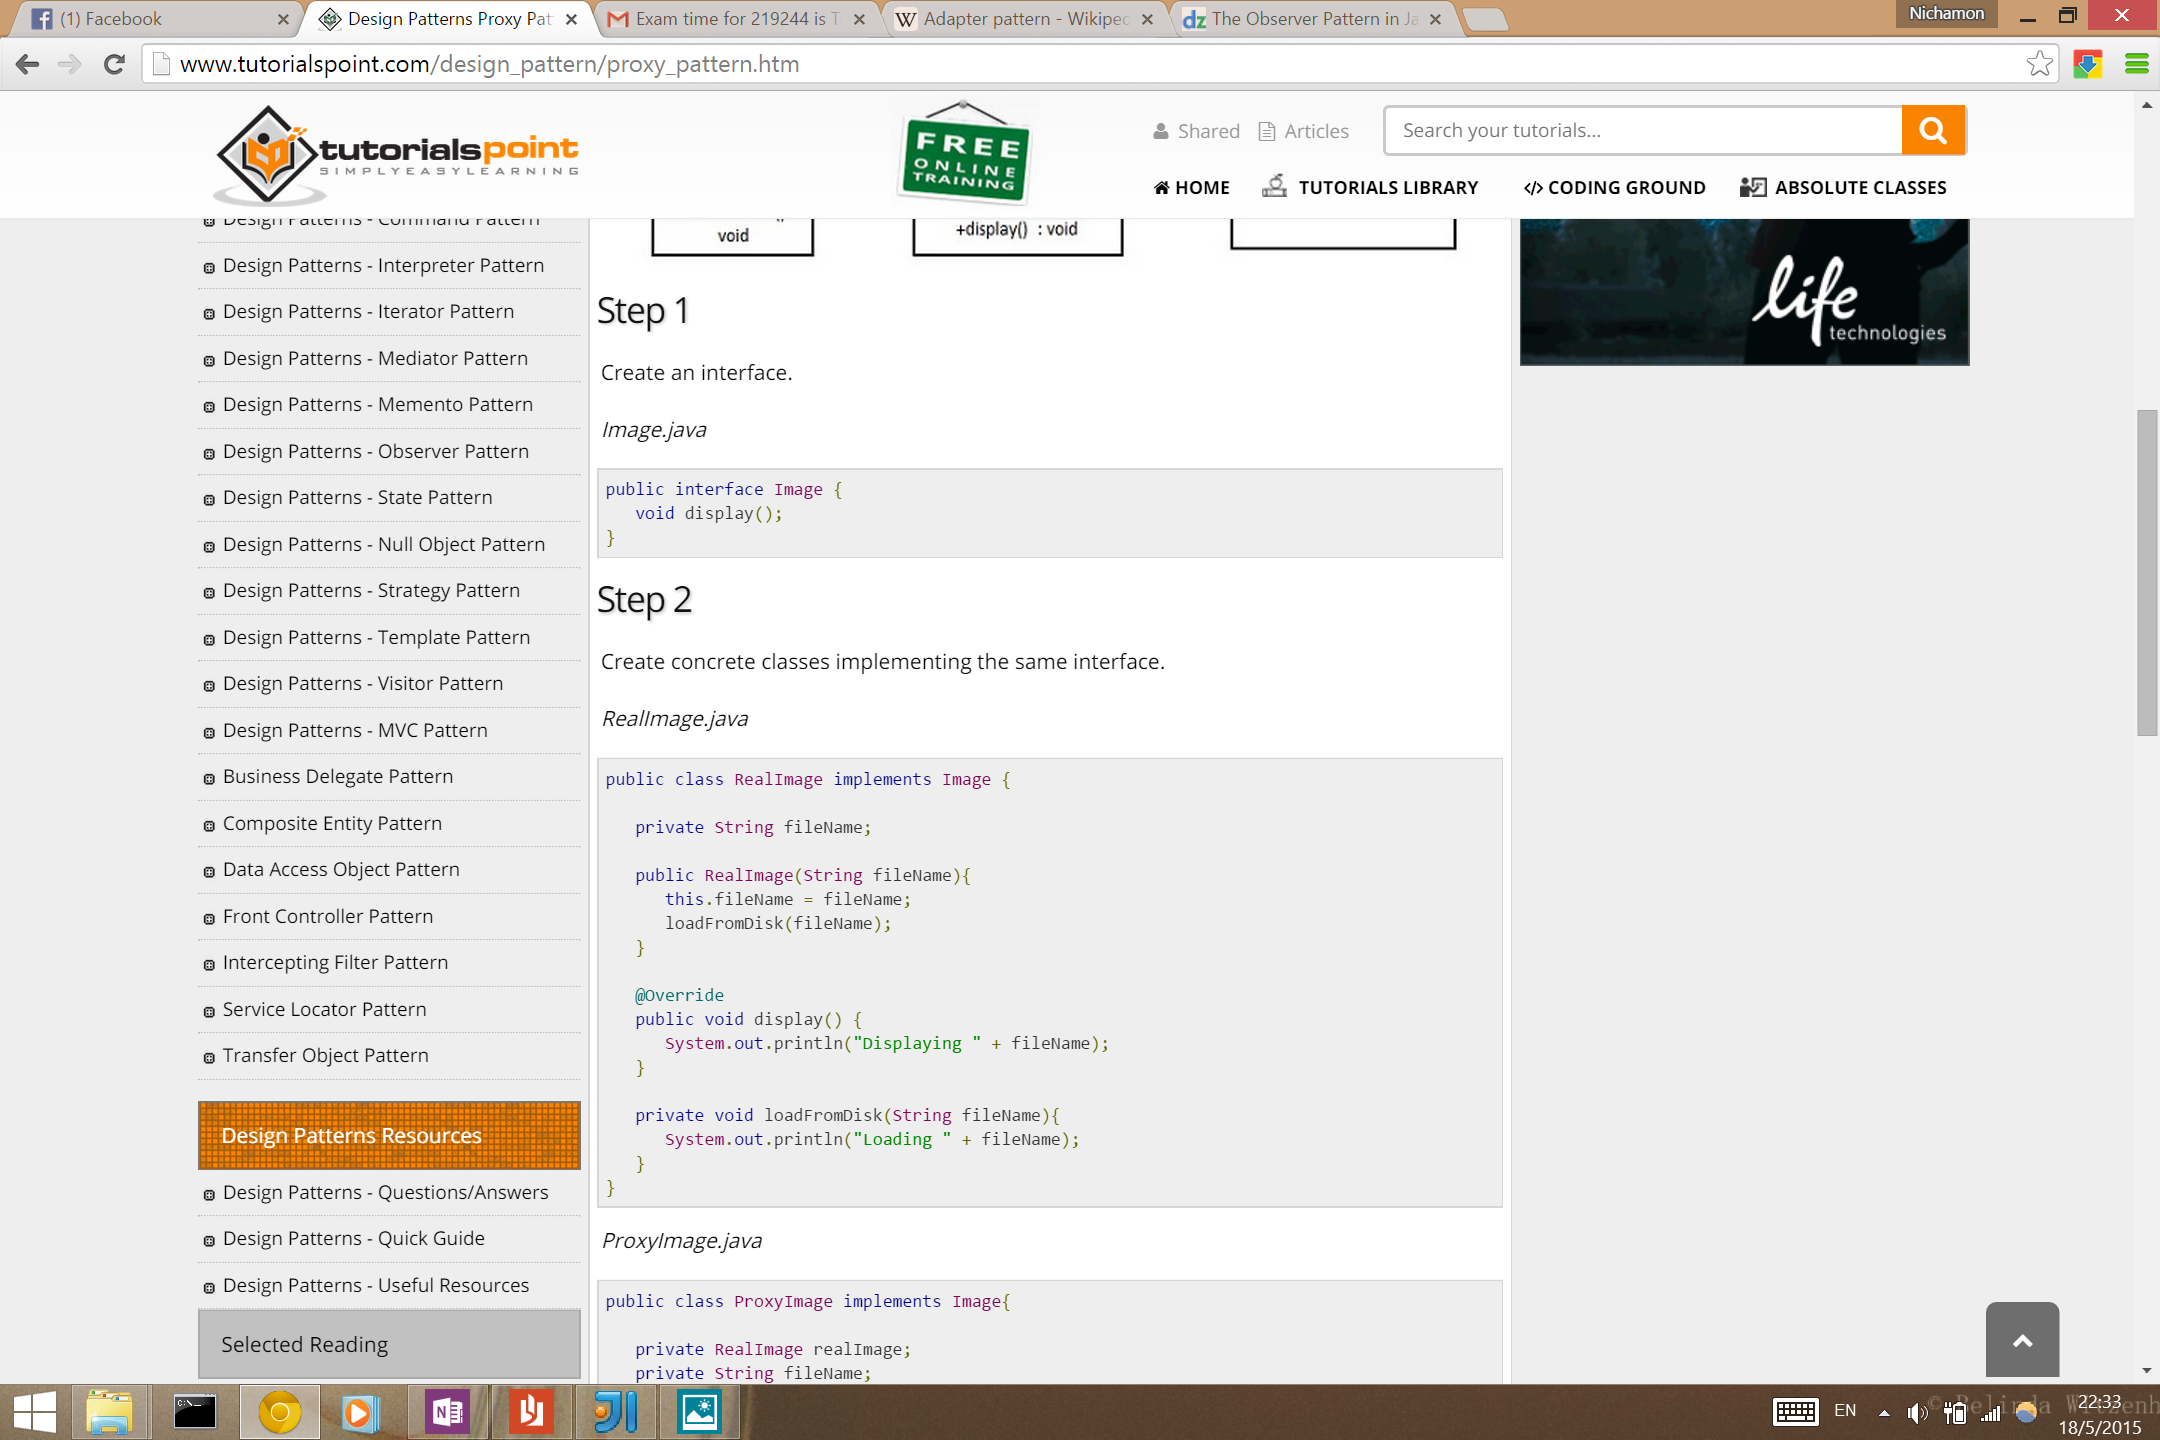 (1) Facebook
Design Patterns Proxy Pat
Exam time for 219244 is T
Adapter pattern - Wikiped
The Observer Pattern in Ja
Nichamon
www.tutorialspoint.com/design_pattern/proxy_pattern.htm
tutorialspoint
SIMPLYEASYLEARNING
FREE
ONLINE
TRAINING
Shared
Articles
Search your tutorials...
HOME
TUTORIALS LIBRARY
</> CODING GROUND
ABSOLUTE CLASSES
Design Patterns - Command Pattern
Design Patterns - Interpreter Pattern
Design Patterns - Iterator Pattern
Design Patterns - Mediator Pattern
Design Patterns - Memento Pattern
Design Patterns - Observer Pattern
Design Patterns - State Pattern
Design Patterns - Null Object Pattern
Design Patterns - Strategy Pattern
Design Patterns - Template Pattern
Design Patterns - Visitor Pattern
Design Patterns - MVC Pattern
Business Delegate Pattern
Composite Entity Pattern
Data Access Object Pattern
Front Controller Pattern
Intercepting Filter Pattern
Service Locator Pattern
Transfer Object Pattern
Design Patterns Resources
Design Patterns - Questions/Answers
Design Patterns - Quick Guide
Design Patterns - Useful Resources
Selected Reading
void
+display() : void
Step 1
Create an interface.
Image.java
public interface Image {
   void display();
}
Step 2
Create concrete classes implementing the same interface.
RealImage.java
public class RealImage implements Image {
   private String fileName;
   public RealImage(String fileName){
      this.fileName = fileName;
      loadFromDisk(fileName);
   }
   @Override
   public void display() {
      System.out.println("Displaying " + fileName);
   }
   private void loadFromDisk(String fileName){
      System.out.println("Loading " + fileName);
   }
}
ProxyImage.java
public class ProxyImage implements Image{
   private RealImage realImage;
   private String fileName;
life
technologies
C:\_
N
EN
22:33
18/5/2015
© Belinda